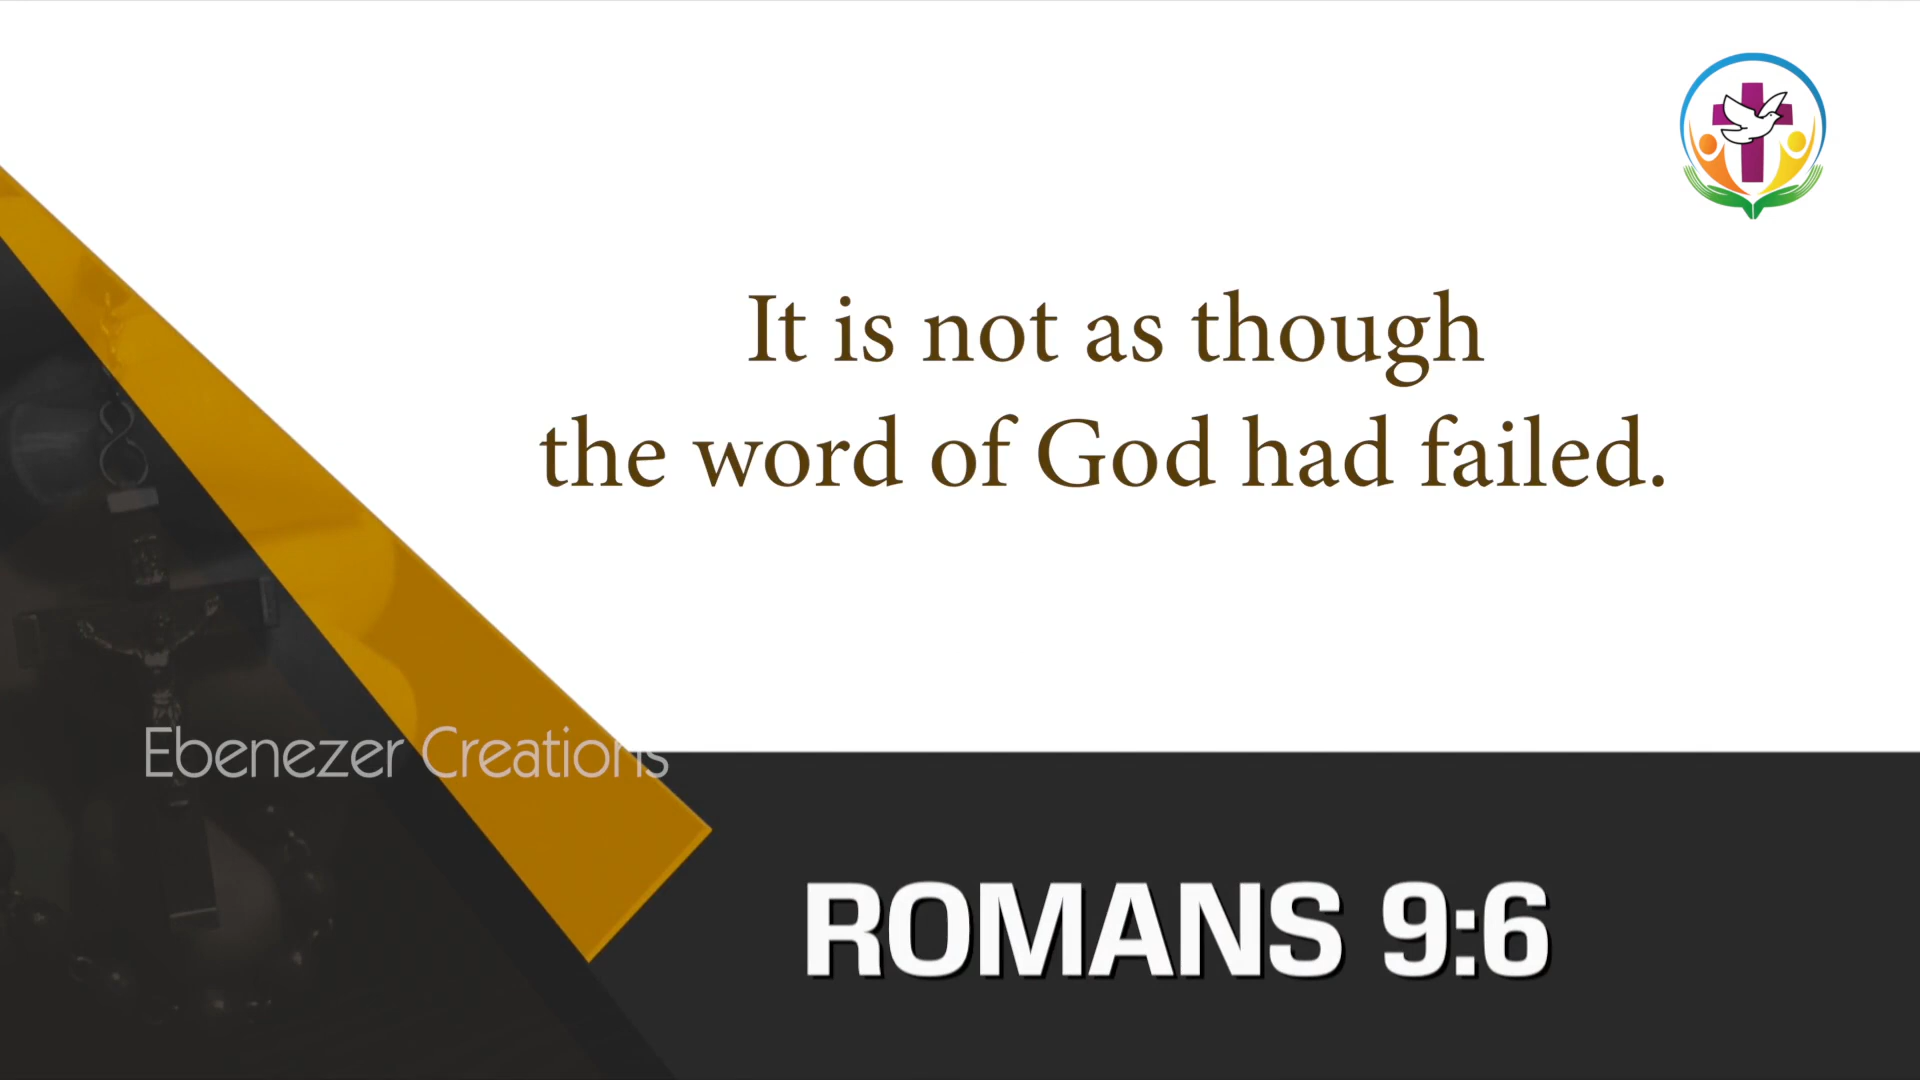 It is not as though
the word of God had failed.
Ebenezer Creations
ROMANS 9:6